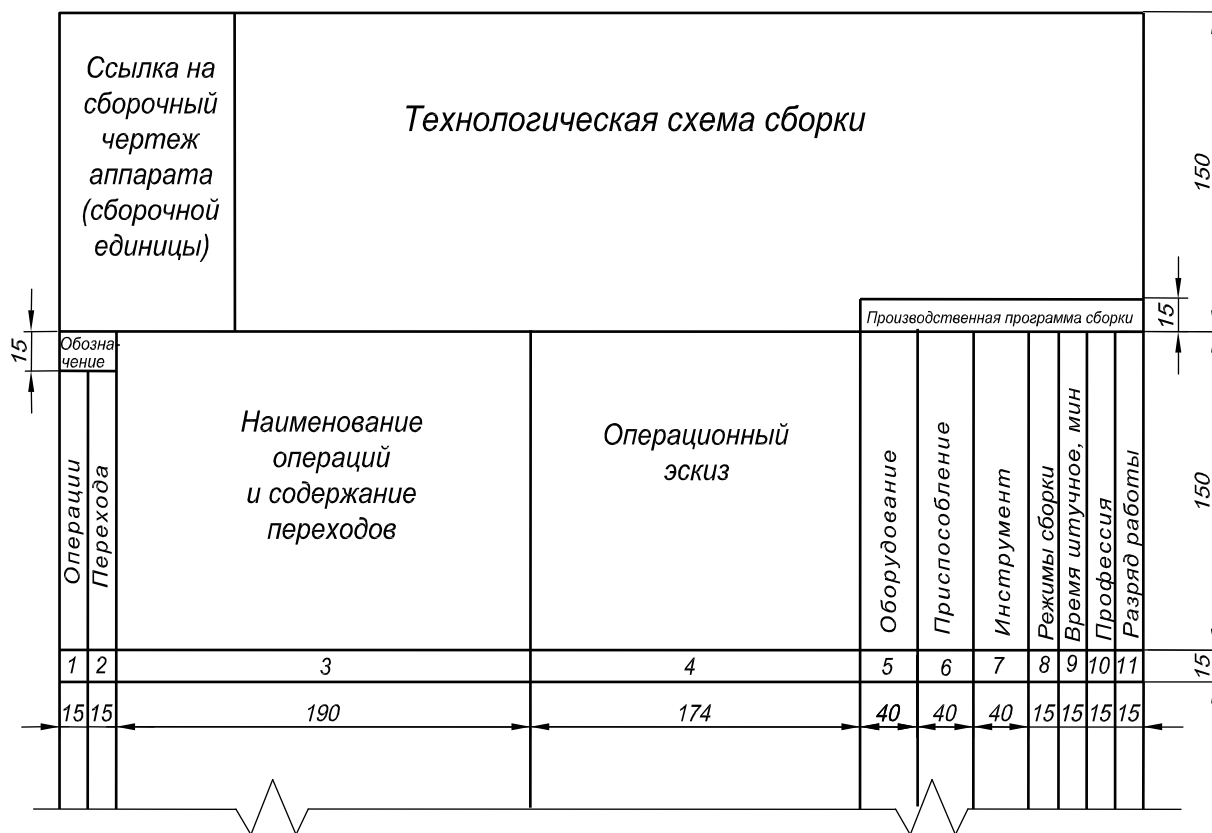 Ссылка на
сборочный
чертеж
аппарата
(сборочной
единицы)
Технологическая схема сборки
150
Производственная программа сборки
15
15
Обозна-
чение
Операции
Перехода
Наименование
операций
и содержание
переходов
Операционный
эскиз
Оборудование
Приспособление
Инструмент
Режимы сборки
Время штучное, мин
Профессия
Разряд работы
150
1 2 3 4 5 6 7 8 9 10 11
15
15 15 190 174 40 40 40 15 15 15 15